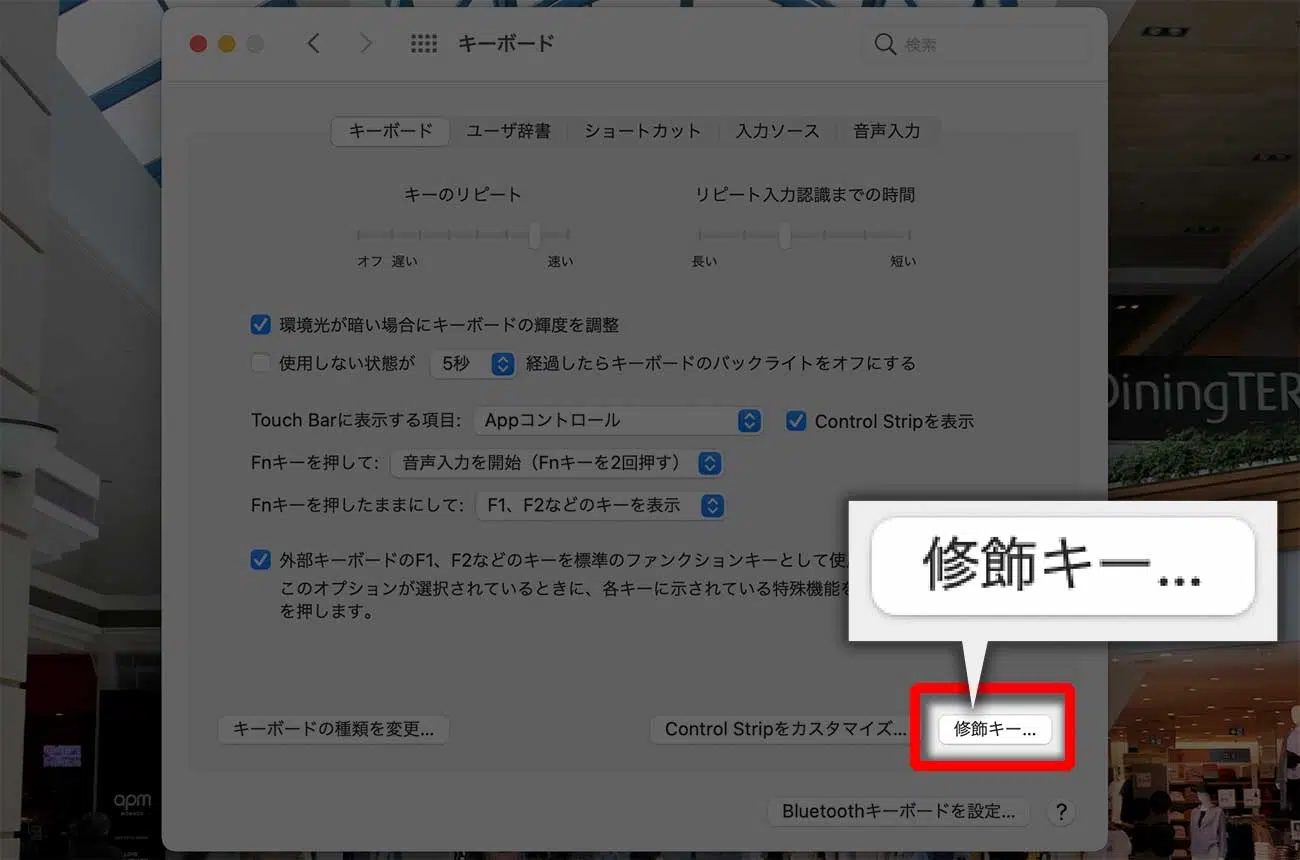 キーボード
検索
キーボード ユーザ辞書 ショートカット 入力ソース 音声入力
キーのリピート リピート入力認識までの時間
オフ 遅い 速い 長い 短い
環境光が暗い場合にキーボードの輝度を調整
使用しない状態が 5秒 経過したらキーボードのバックライトをオフにする
Touch Barに表示する項目: Appコントロール Control Stripを表示
Fnキーを押して: 音声入力を開始（Fnキーを2回押す）
Fnキーを押したままにして: F1、F2などのキーを表示
外部キーボードのF1、F2などのキーを標準のファンクションキーとして使
このオプションが選択されているときに、各キーに示されている特殊機能を
を押します。
修飾キー...
キーボードの種類を変更... Control Stripをカスタマイズ... 修飾キー...
Bluetoothキーボードを設定... ?
DiningTER
apm